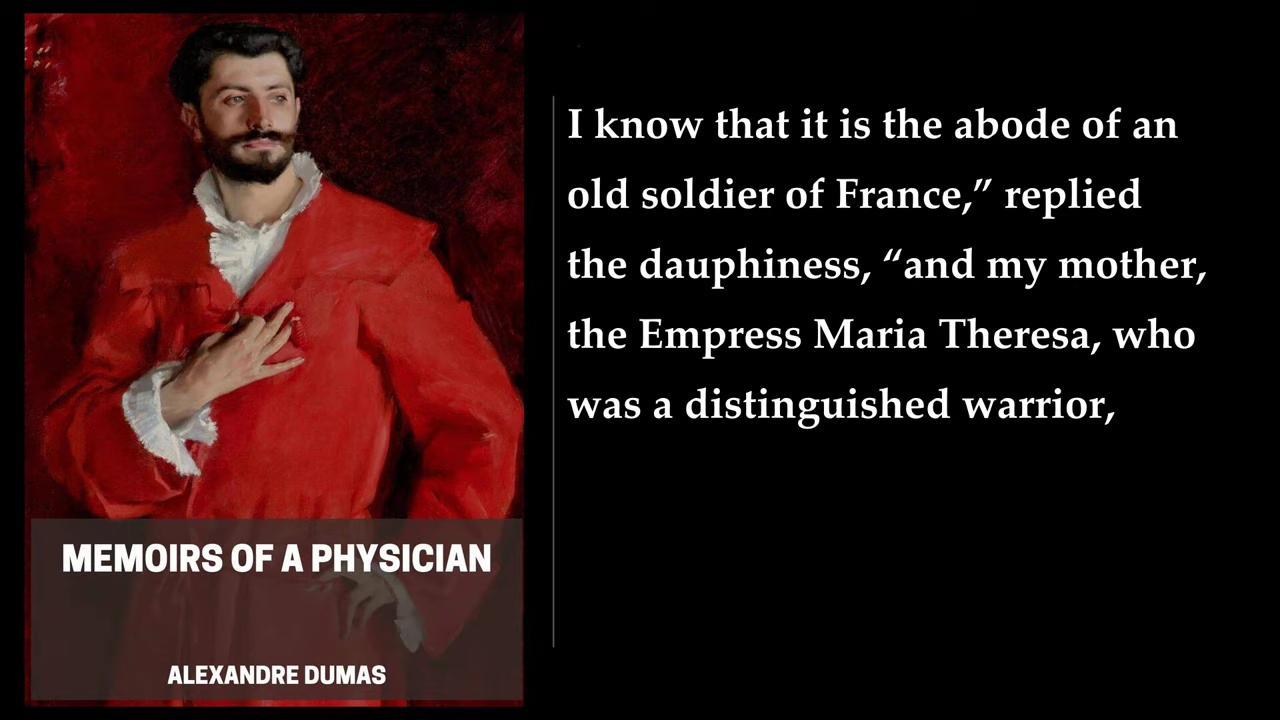 MEMOIRS OF A PHYSICIAN
ALEXANDRE DUMAS
I know that it is the abode of an
old soldier of France,” replied
the dauphiness, “and my mother,
the Empress Maria Theresa, who
was a distinguished warrior,